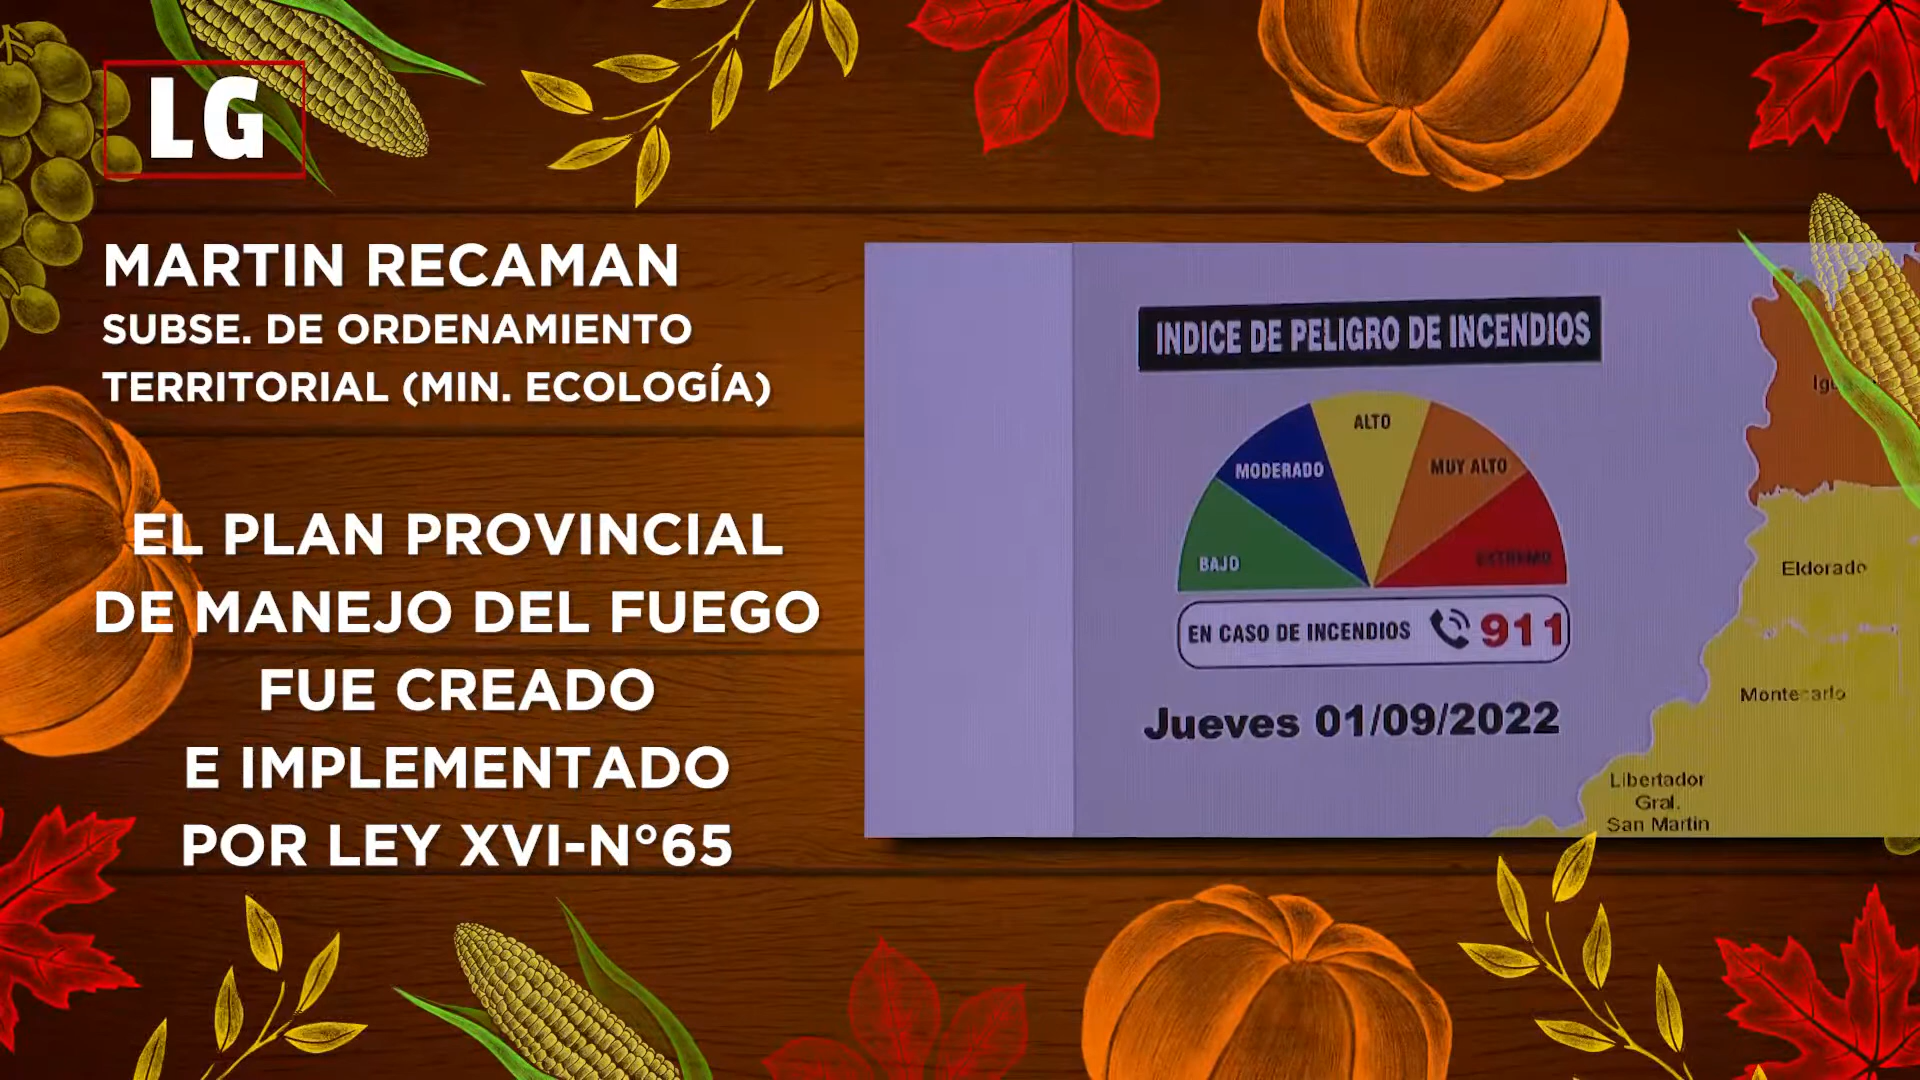 LG
MARTIN RECAMAN
SUBSE. DE ORDENAMIENTO
TERRITORIAL (MIN. ECOLOGÍA)
EL PLAN PROVINCIAL
DE MANEJO DEL FUEGO
FUE CREADO
E IMPLEMENTADO
POR LEY XVI-N°65
INDICE DE PELIGRO DE INCENDIOS
ALTO
MODERADO
MUY ALTO
BAJO
EXTREMO
EN CASO DE INCENDIOS 911
Jueves 01/09/2022
Eldorado
Montecarlo
Libertador
Gral.
San Martin